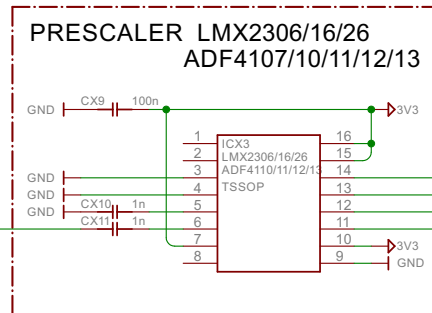 PRESCALER LMX2306/16/26
ADF4107/10/11/12/13
GND CX9 100n 3V3
1 ICX3 16
2 LMX2306/16/26 15
GND 3 ADF4110/11/12/13 14
GND 4 TSSOP 13
GND CX10 1n 5 12
CX11 1n 6 11
7 10 3V3
8 9 GND